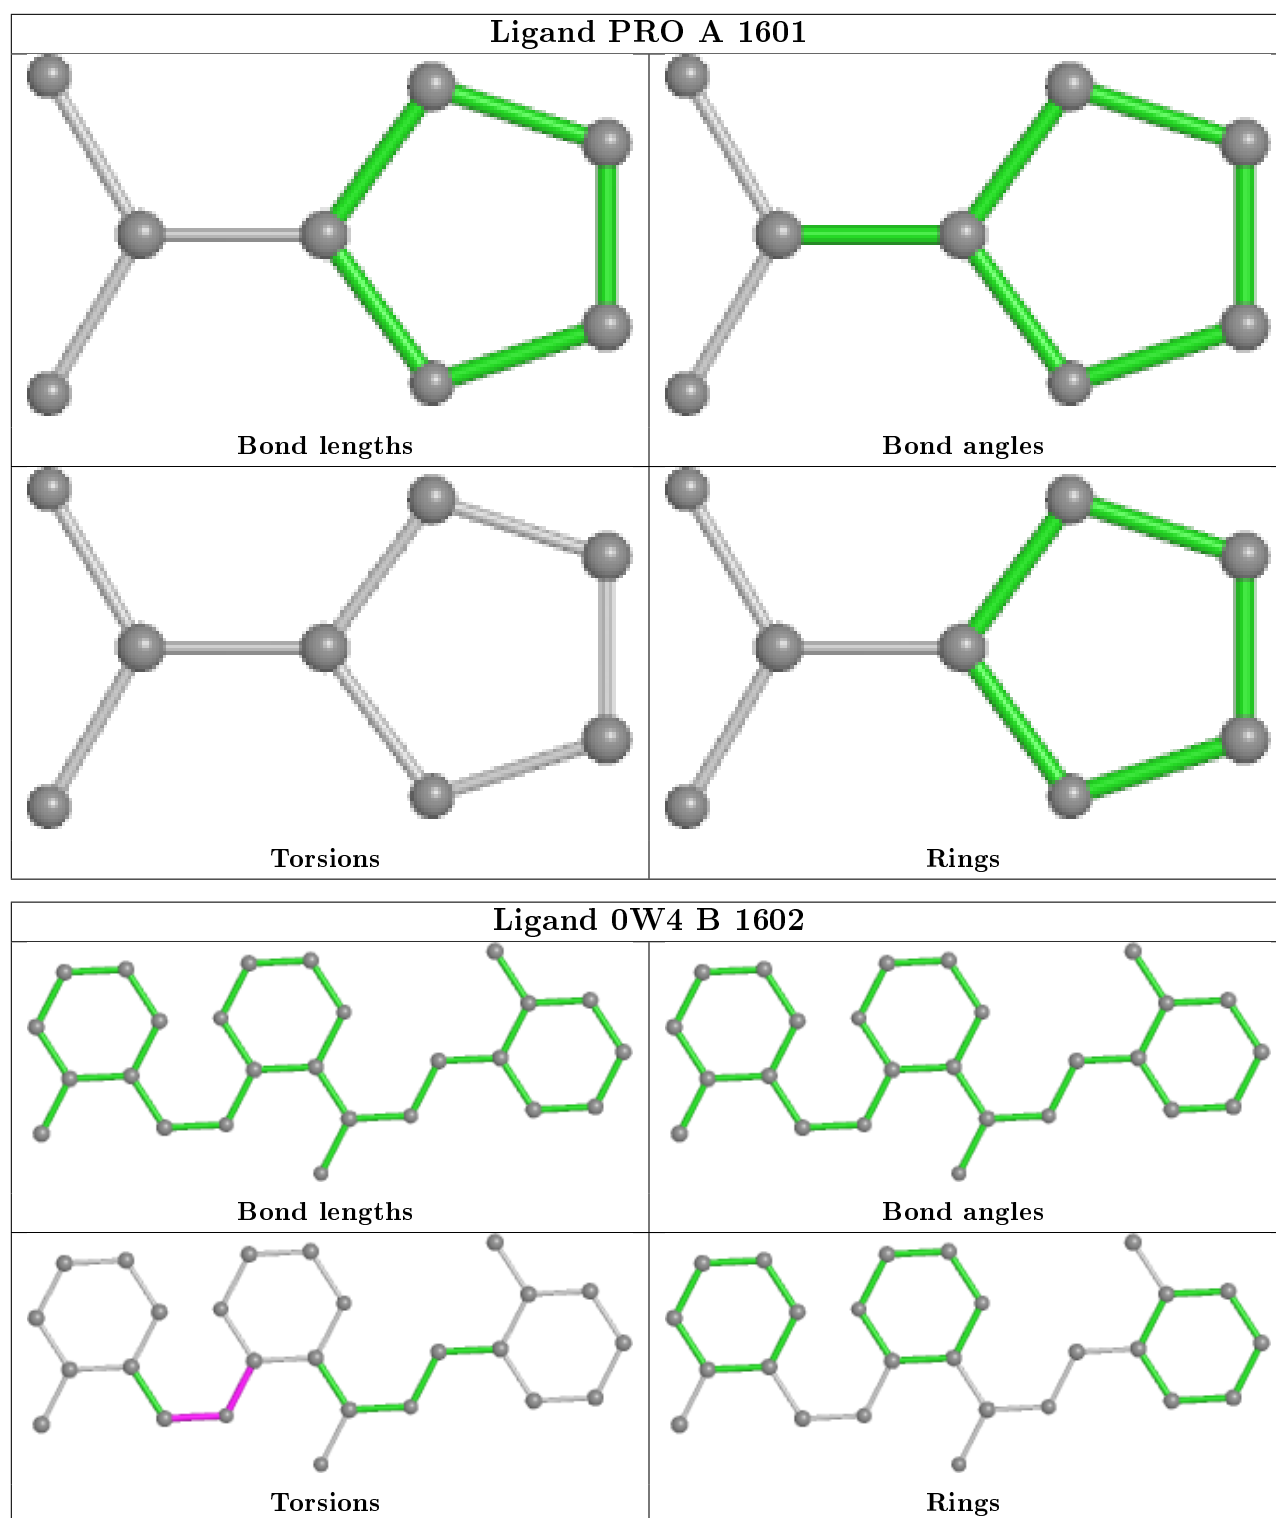 Ligand PRO A 1601
Bond lengths
Bond angles
Torsions
Rings
Ligand 0W4 B 1602
Bond lengths
Bond angles
Torsions
Rings